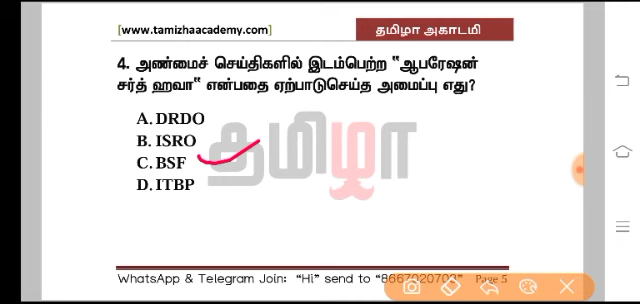 [www.tamizhaacademy.com] தமிழா அகாடமி
4. அண்மைச் செய்திகளில் இடம்பெற்ற "ஆபரேஷன்
சர்த் ஹவா" என்பதை ஏற்பாடுசெய்த அமைப்பு எது?
A. DRDO
B. ISRO
C. BSF
D. ITBP
தமிழா
WhatsApp & Telegram Join: "Hi" send to "8667020703" Page 5